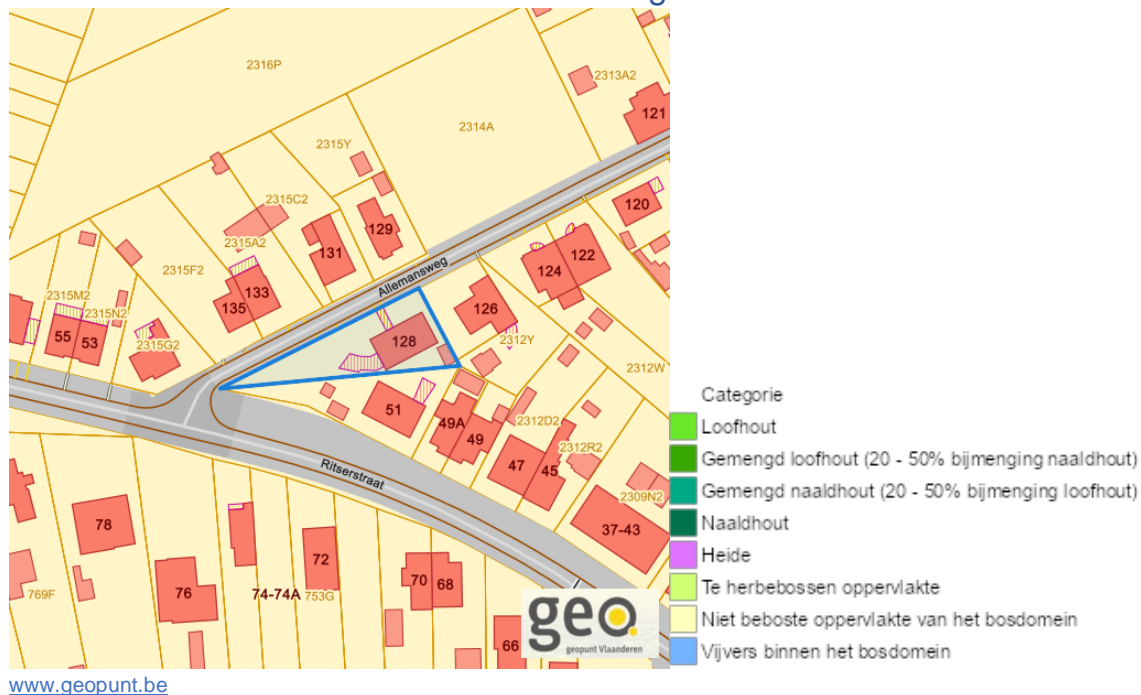 2316P
2313A2
121
2314A
2315Y
2315C2
120
129
2315A2
131
122
2315F2
124
Allemansweg
133
2315M2
135
126
2315N2
55
53
2315G2
128
2312Y
2312W
51
49A
49
2312D2
2312R2
47
45
Ritserstraat
2309N2
37-43
78
72
70
68
76
74-74A
753G
769F
66
geo.
geopunt Vlaanderen
Categorie
Loofhout
Gemengd loofhout (20 - 50% bijmenging naaldhout)
Gemengd naaldhout (20 - 50% bijmenging loofhout)
Naaldhout
Heide
Te herbebossen oppervlakte
Niet beboste oppervlakte van het bosdomein
Vijvers binnen het bosdomein
www.geopunt.be